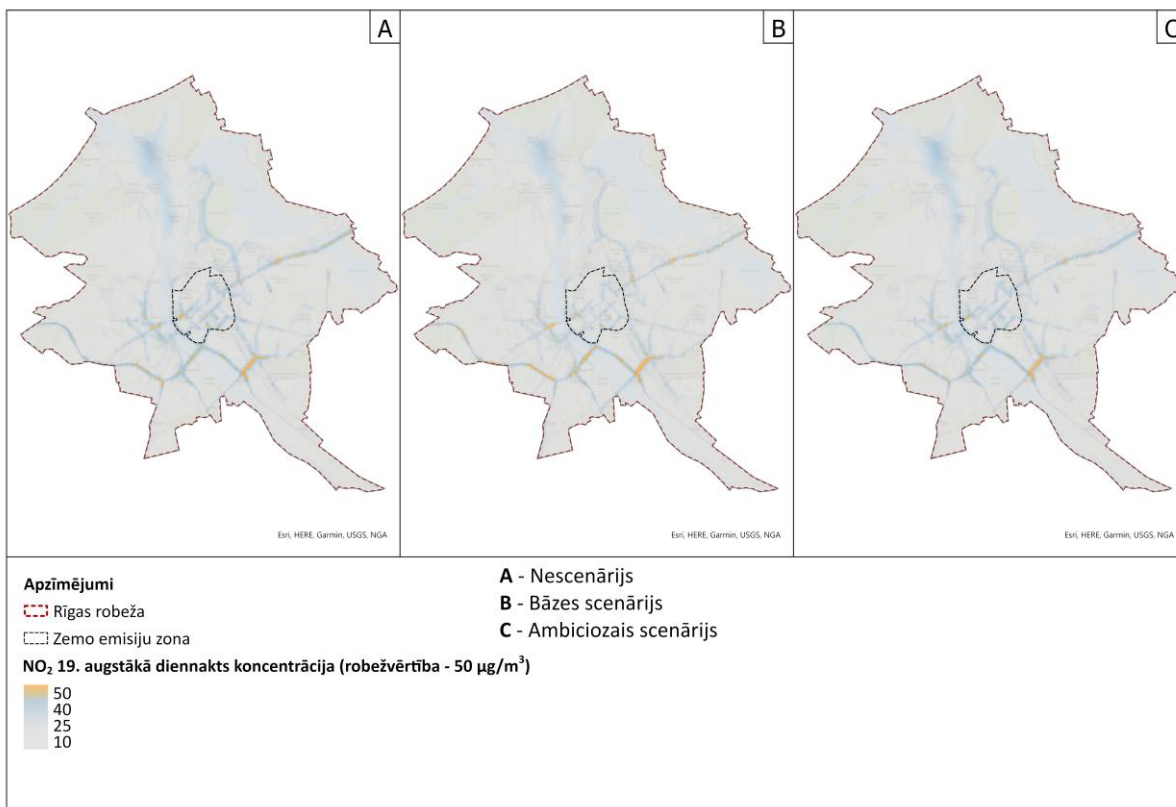 A
B
C
Esri, HERE, Garmin, USGS, NGA
Esri, HERE, Garmin, USGS, NGA
Esri, HERE, Garmin, USGS, NGA
Apzīmējumi
Rīgas robeža
Zemo emisiju zona
NO₂ 19. augstākā diennakts koncentrācija (robežvērtība - 50 µg/m³)
50
40
25
10
A - Nescenārijs
B - Bāzes scenārijs
C - Ambiciozais scenārijs